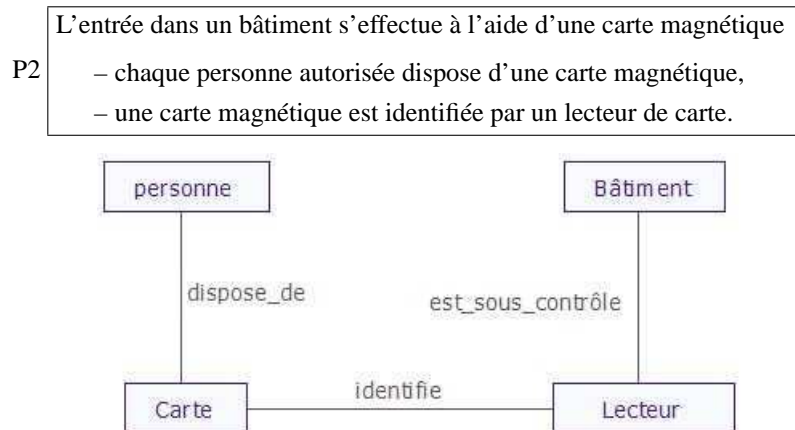 L'entrée dans un bâtiment s'effectue à l'aide d'une carte magnétique
P2
– chaque personne autorisée dispose d'une carte magnétique,
– une carte magnétique est identifiée par un lecteur de carte.
personne
Bâtiment
dispose_de
est_sous_contrôle
identifie
Carte
Lecteur